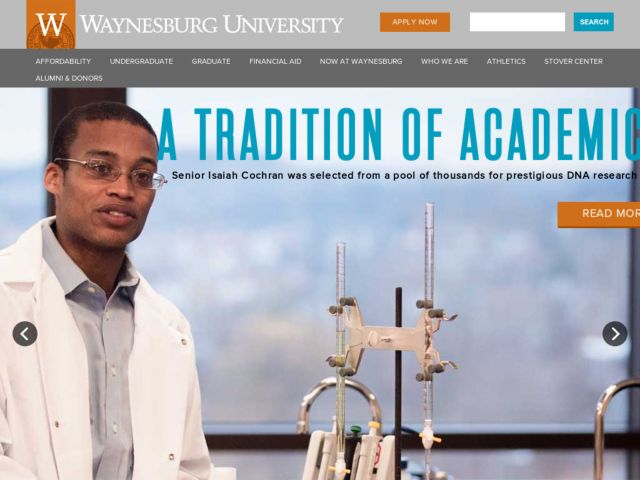 W WAYNESBURG UNIVERSITY
APPLY NOW
SEARCH
AFFORDABILITY UNDERGRADUATE GRADUATE FINANCIAL AID NOW AT WAYNESBURG WHO WE ARE ATHLETICS STOVER CENTER
ALUMNI & DONORS
A TRADITION OF ACADEMIC
Senior Isaiah Cochran was selected from a pool of thousands for prestigious DNA research
READ MOR